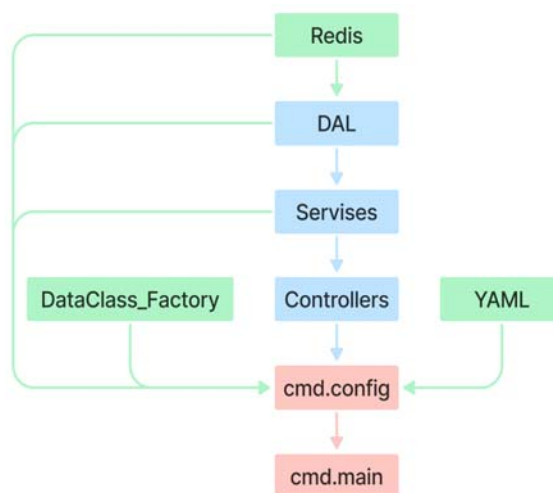 Redis
DAL
Servises
DataClass_Factory
Controllers
YAML
cmd.config
cmd.main